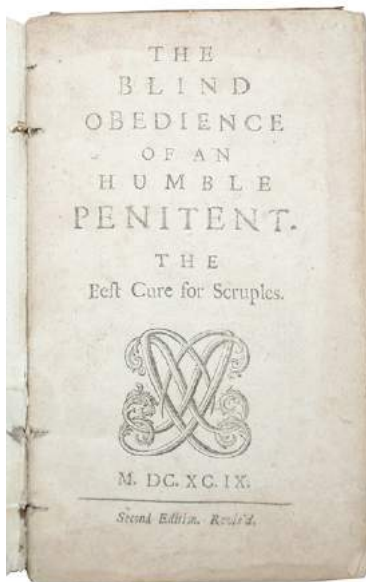 THE
BLIND
OBEDIENCE
OF AN
HUMBLE
PENITENT.
THE
Beſt Cure for Scruples.
M. DC. XC. IX.
Second Edition. Revis'd.